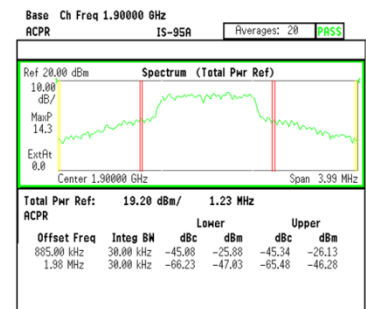 Base Ch Freq 1.90000 GHz
ACPR IS-95A Averages: 20 PASS
Ref 20.00 dBm Spectrum (Total Pwr Ref)
10.00
dB/
MaxP
14.3
ExtAt
0.0
Center 1.90000 GHz Span 3.99 MHz
Total Pwr Ref: 19.20 dBm/ 1.23 MHz
ACPR
Lower Upper
Offset Freq Integ BW dBc dBm dBc dBm
885.00 kHz 30.00 kHz -45.08 -25.88 -45.34 -26.13
1.98 MHz 30.00 kHz -66.23 -47.03 -65.48 -46.28